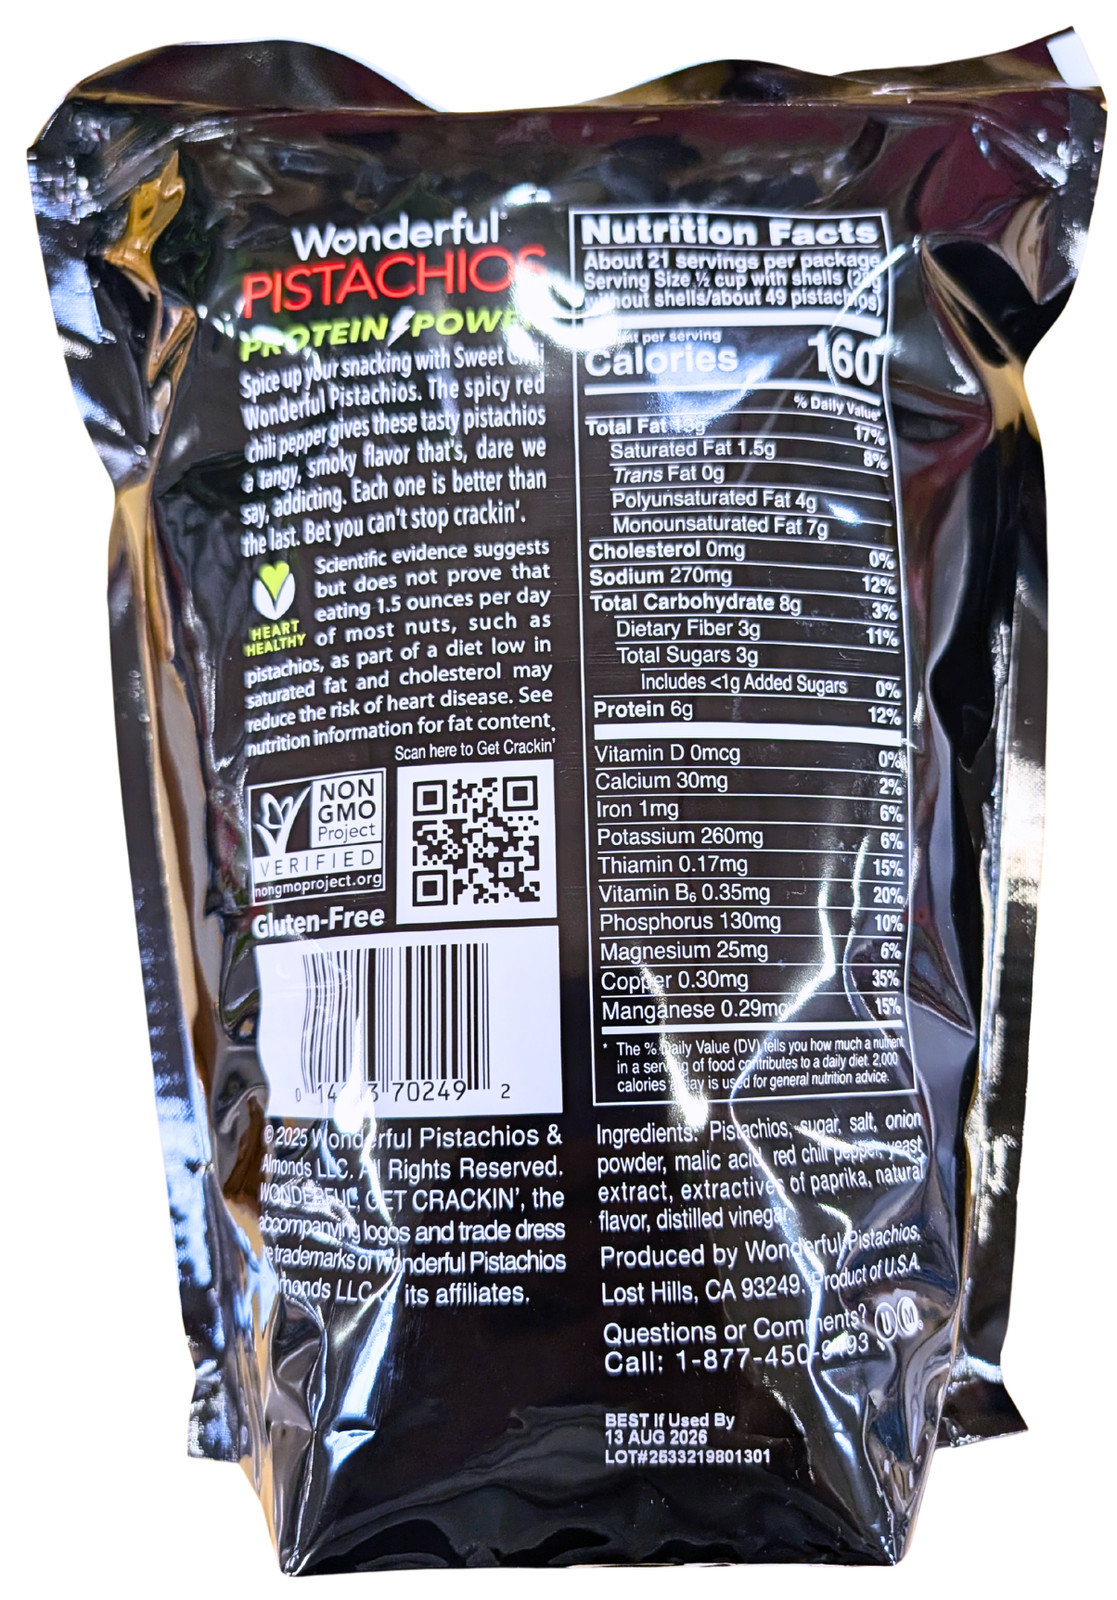 Wonderful
PISTACHIOS
PROTEIN POWER
Spice up your snacking with Sweet Chili
Wonderful Pistachios. The spicy red
chili pepper gives these tasty pistachios
a tangy, smoky flavor that's, dare we
say, addicting. Each one is better than
the last. Bet you can't stop crackin'.
HEART
HEALTHY
Scientific evidence suggests
but does not prove that
eating 1.5 ounces per day
of most nuts, such as
pistachios, as part of a diet low in
saturated fat and cholesterol may
reduce the risk of heart disease. See
nutrition information for fat content.
Scan here to Get Crackin'
NON
GMO
Project
VERIFIED
nongmoproject.org
Gluten-Free
70249 2
© 2025 Wonderful Pistachios &
Almonds LLC. All Rights Reserved.
WONDERFUL, GET CRACKIN', the
accompanying logos and trade dress
are trademarks of Wonderful Pistachios
Almonds LLC its affiliates.
Nutrition Facts
About 21 servings per package
Serving Size ½ cup with shells
without shells/about 49 pistachios)
Amount per serving
Calories 160
% Daily Value*
Total Fat 13g 17%
Saturated Fat 1.5g 8%
Trans Fat 0g
Polyunsaturated Fat 4g
Monounsaturated Fat 7g
Cholesterol 0mg 0%
Sodium 270mg 12%
Total Carbohydrate 8g 3%
Dietary Fiber 3g 11%
Total Sugars 3g
Includes <1g Added Sugars 0%
Protein 6g 12%
Vitamin D 0mcg 0%
Calcium 30mg 2%
Iron 1mg 6%
Potassium 260mg 6%
Thiamin 0.17mg 15%
Vitamin B₆ 0.35mg 20%
Phosphorus 130mg 10%
Magnesium 25mg 6%
Copper 0.30mg 35%
Manganese 0.29mg 15%
* The % Daily Value (DV) tells you how much a nutrient
in a serving of food contributes to a daily diet. 2,000
calories a day is used for general nutrition advice.
Ingredients: Pistachios, sugar, salt, onion
powder, malic acid, red chili pepper, yeast
extract, extractives of paprika, natural
flavor, distilled vinegar.
Produced by Wonderful Pistachios,
Lost Hills, CA 93249. Product of U.S.A.
Questions or Comments?
Call: 1-877-450-9493
U M
BEST If Used By
13 AUG 2026
LOT#2533219801301